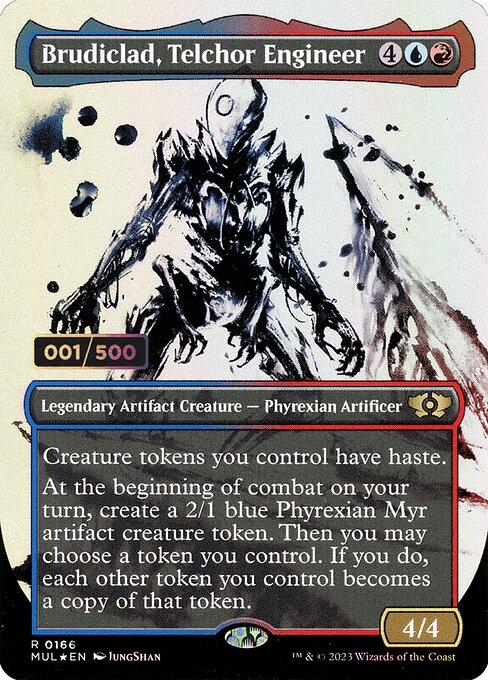 Brudiclad, Telchor Engineer 4
001/500
Legendary Artifact Creature — Phyrexian Artificer
Creature tokens you control have haste.
At the beginning of combat on your
turn, create a 2/1 blue Phyrexian Myr
artifact creature token. Then you may
choose a token you control. If you do,
each other token you control becomes
a copy of that token.
4/4
R 0166
MUL★EN JungShan
™ & © 2023 Wizards of the Coast